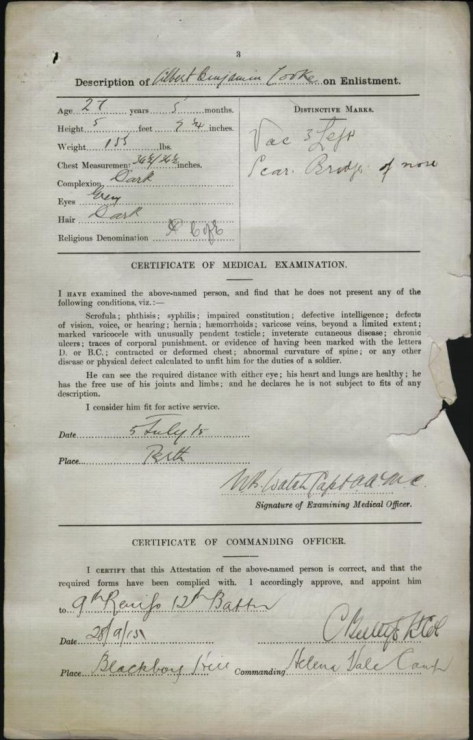 3
Description of Benjamin Cooke on Enlistment.
Age 27 years 5 months.
Height 5 feet inches.
Weight lbs.
Chest Measurement inches.
Complexion Dark
Eyes Grey
Hair Dark
Religious Denomination C of E
DISTINCTIVE MARKS.
Vac 3 Left
Scar. Bridge of nose
CERTIFICATE OF MEDICAL EXAMINATION.
I HAVE examined the above-named person, and find that he does not present any of the
following conditions, viz.:—
Scrofula; phthisis; syphilis; impaired constitution; defective intelligence; defects
of vision, voice, or hearing; hernia; hæmorrhoids; varicose veins, beyond a limited extent;
marked varicocele with unusually pendent testicle; inveterate cutaneous disease; chronic
ulcers; traces of corporal punishment, or evidence of having been marked with the letters
D. or B.C.; contracted or deformed chest; abnormal curvature of spine; or any other
disease or physical defect calculated to unfit him for the duties of a soldier.
He can see the required distance with either eye; his heart and lungs are healthy; he
has the free use of his joints and limbs; and he declares he is not subject to fits of any
description.
I consider him fit for active service.
Date 5 July 15
Place Perth
Capt AAMC.
Signature of Examining Medical Officer.
CERTIFICATE OF COMMANDING OFFICER.
I CERTIFY that this Attestation of the above-named person is correct, and that the
required forms have been complied with. I accordingly approve, and appoint him
to 9th Reinfs 12th Battn
Date 28/9/15 Lt Col
Place Blackboy Hill Commanding Helena Vale Camp